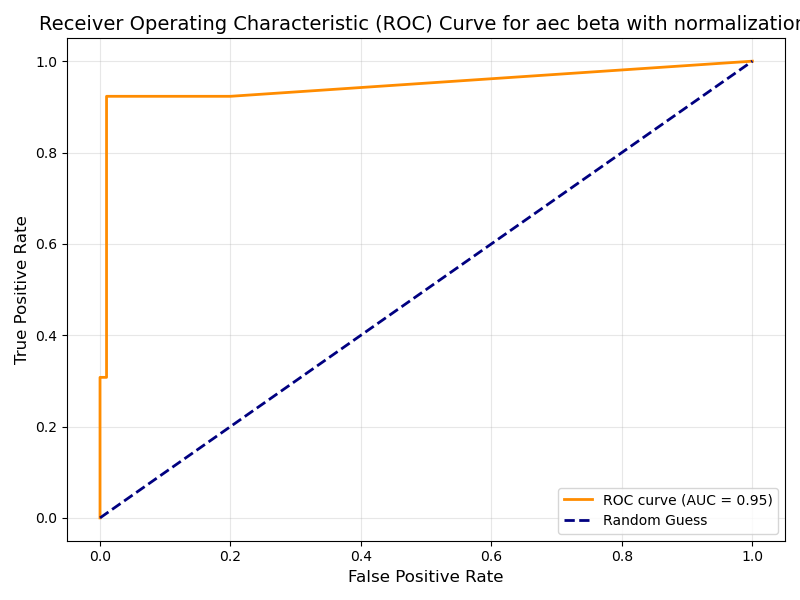 Receiver Operating Characteristic (ROC) Curve for aec beta with normalization
1.0
0.8
0.6
0.4
0.2
0.0
True Positive Rate
0.0 0.2 0.4 0.6 0.8 1.0
False Positive Rate
ROC curve (AUC = 0.95)
Random Guess